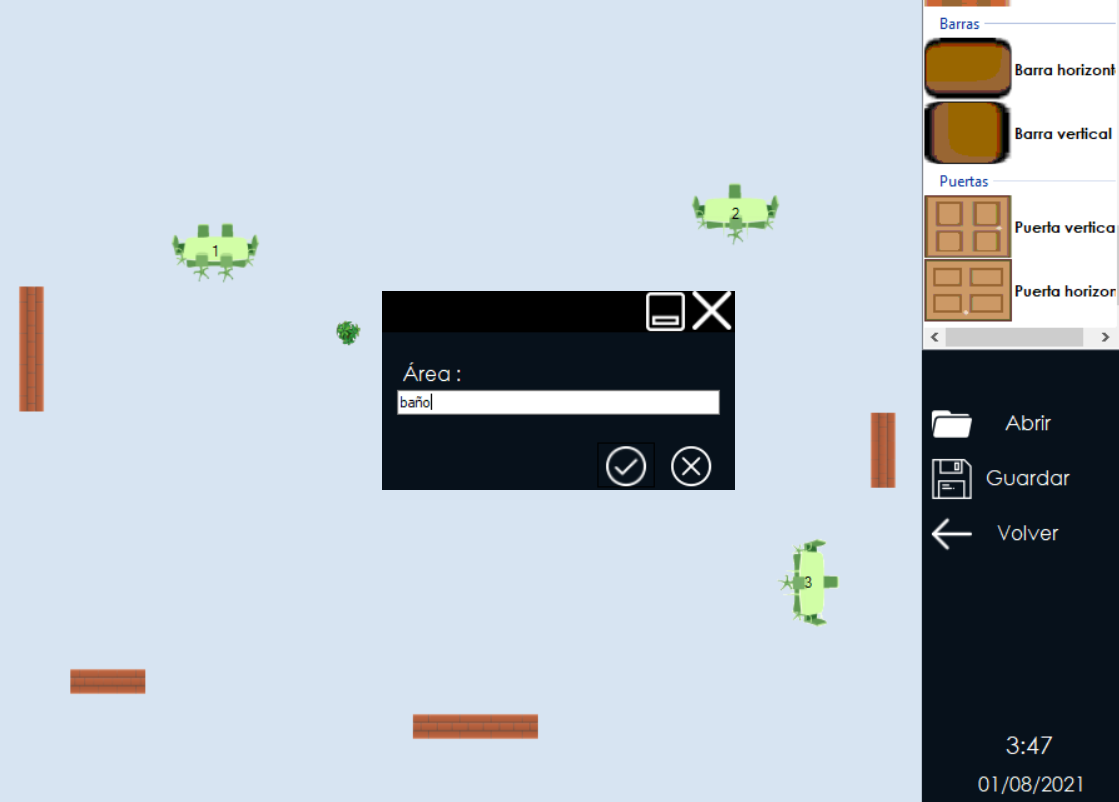 Barras
Barra horizont
Barra vertical
Puertas
Puerta vertica
Puerta horizon
1
2
Área :
baño
Abrir
Guardar
Volver
3
3:47
01/08/2021